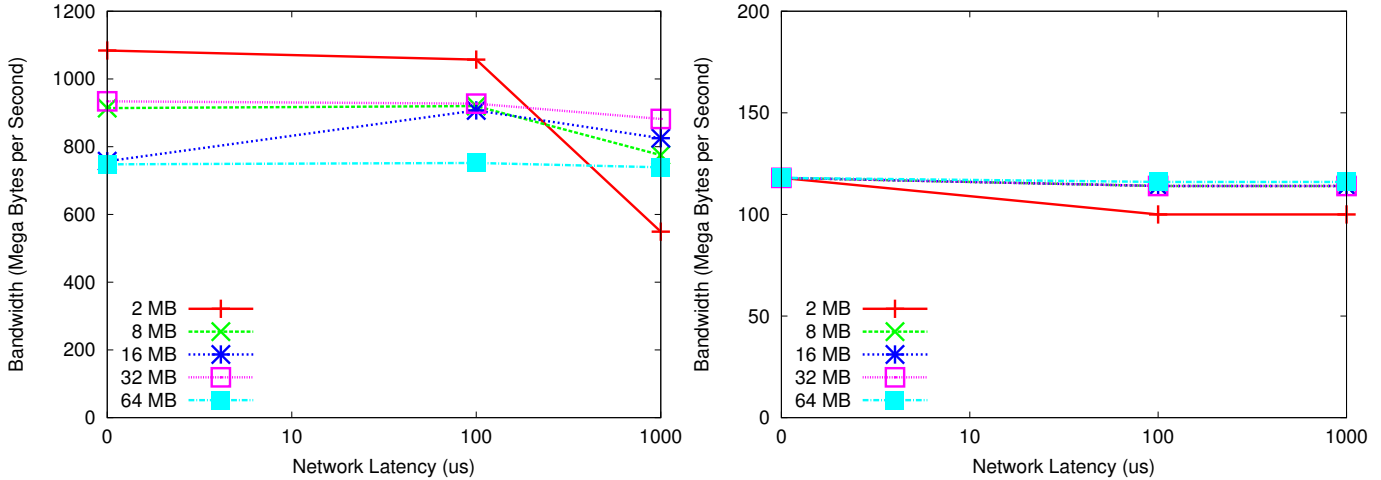 1200
1000
800
600
400
200
0
Bandwidth (Mega Bytes per Second)
2 MB
8 MB
16 MB
32 MB
64 MB
0 10 100 1000
Network Latency (us)
200
150
100
50
0
Bandwidth (Mega Bytes per Second)
2 MB
8 MB
16 MB
32 MB
64 MB
0 10 100 1000
Network Latency (us)